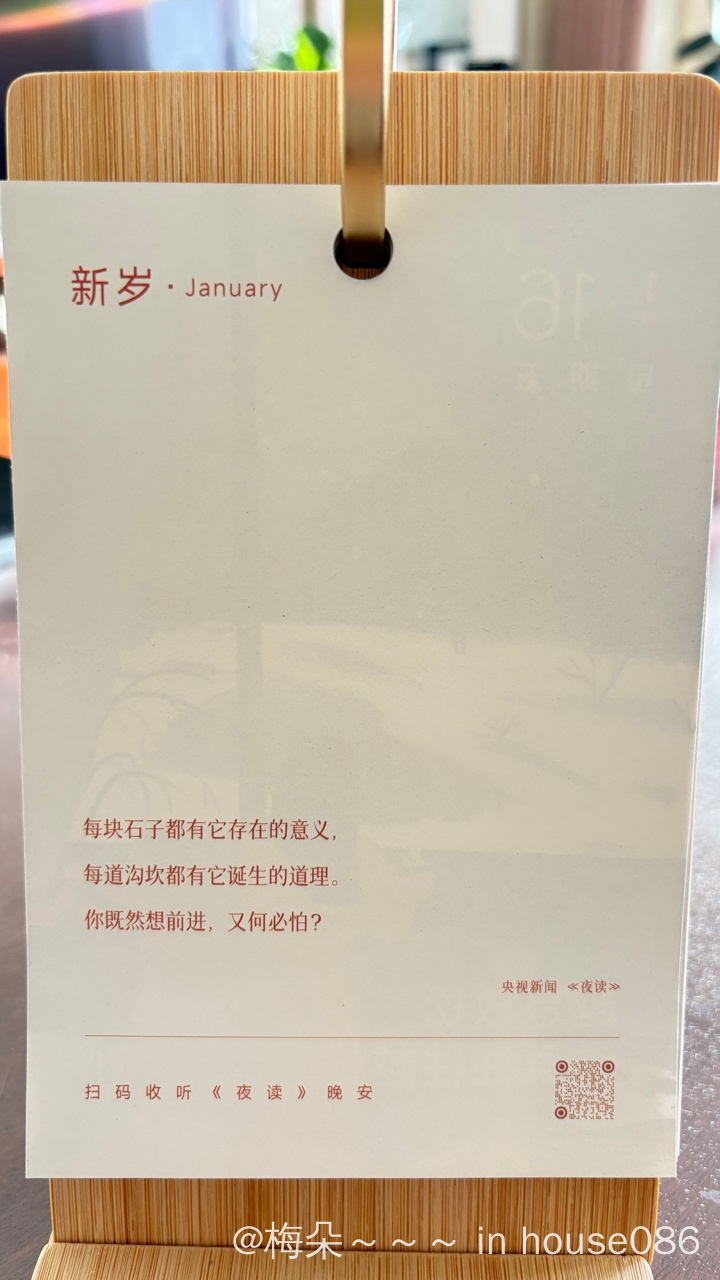 新岁·January
每块石子都有它存在的意义，
每道沟坎都有它诞生的道理。
你既然想前进，又何必怕？
央视新闻 《夜读》
扫码收听《夜读》晚安
@梅朵～～～ in house086